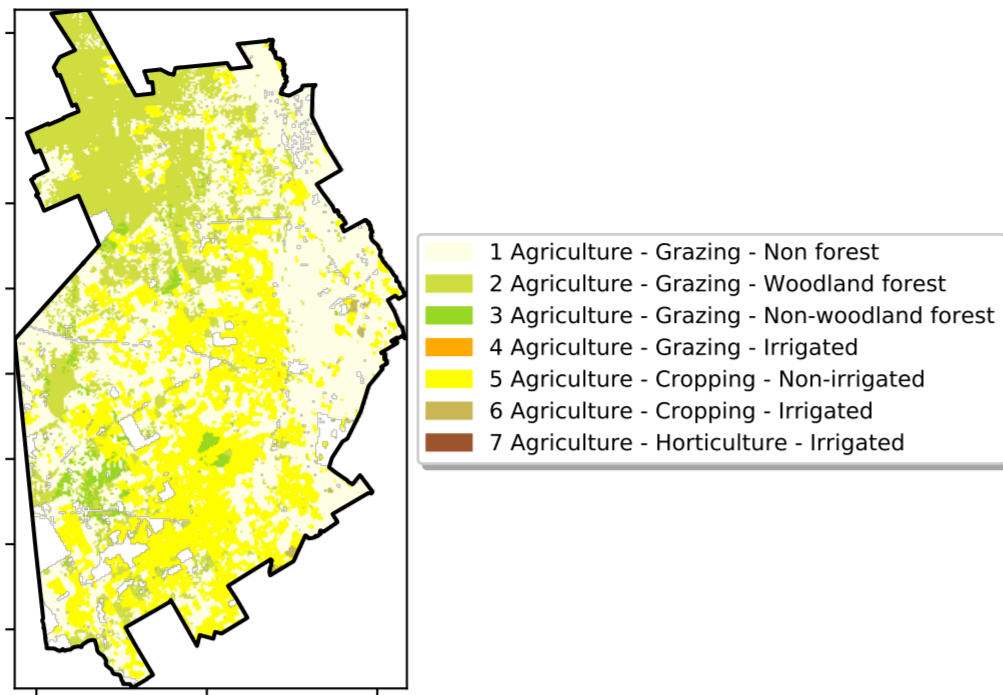 1 Agriculture - Grazing - Non forest
2 Agriculture - Grazing - Woodland forest
3 Agriculture - Grazing - Non-woodland forest
4 Agriculture - Grazing - Irrigated
5 Agriculture - Cropping - Non-irrigated
6 Agriculture - Cropping - Irrigated
7 Agriculture - Horticulture - Irrigated